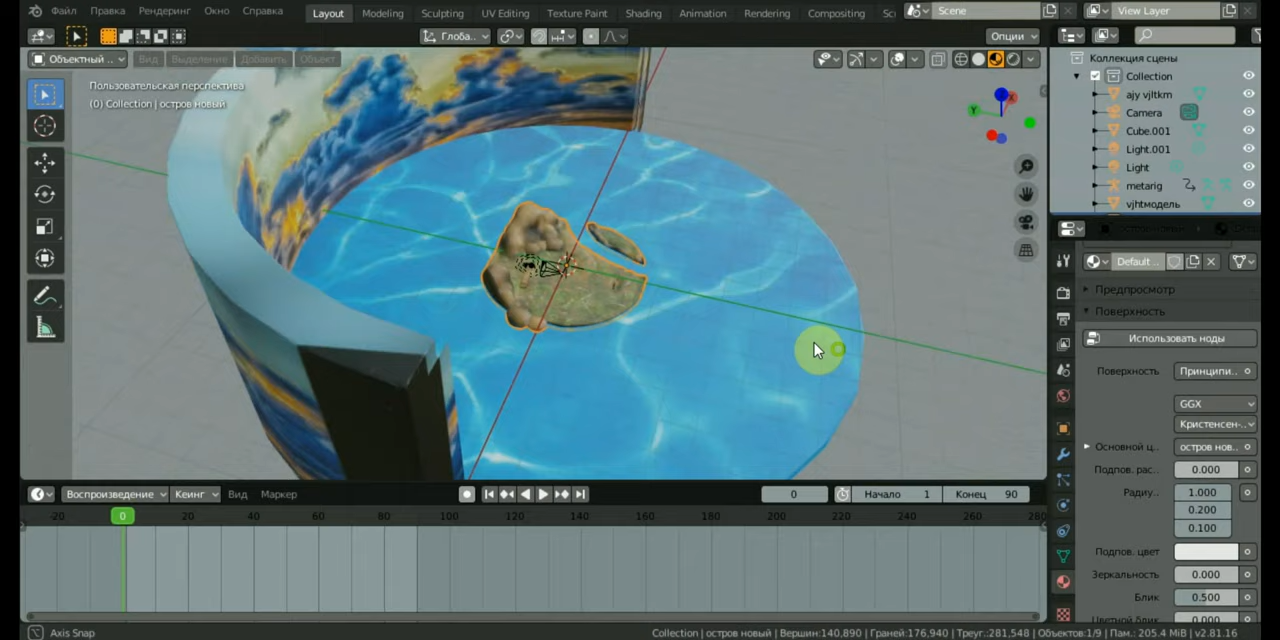 Файл Правка Рендеринг Окно Справка Layout Modeling Sculpting UV Editing Texture Paint Shading Animation Rendering Compositing Sc Scene View Layer
Глоба.. Опции
Объектный .. Вид Выделение Добавить Объект
Пользовательская перспектива
(0) Collection | остров новый
Y
Коллекция сцены
Collection
ajy vjltkm
Camera
Cube.001
Light.001
Light
metarig
vjhtмодель
Default ..
Предпросмотр
Поверхность
Использовать ноды
Поверхность Принципи..
GGX
Кристенсен-..
Основной ц.. остров нов..
Подпов. рас.. 0.000
Радиу.. 1.000
0.200
0.100
Подпов. цвет
Зеркальность 0.000
Блик 0.500
Воспроизведение Кеинг Вид Маркер 0 Начало 1 Конец 90
-20 0 20 40 60 80 100 120 140 160 180 200 220 240 260 280
Axis Snap
Collection | остров новый | Вершин:140,890 | Граней:176,940 | Треуг.:281,548 | Объектов:1/9 | Пам.: 205.4 MiB | v2.81.16